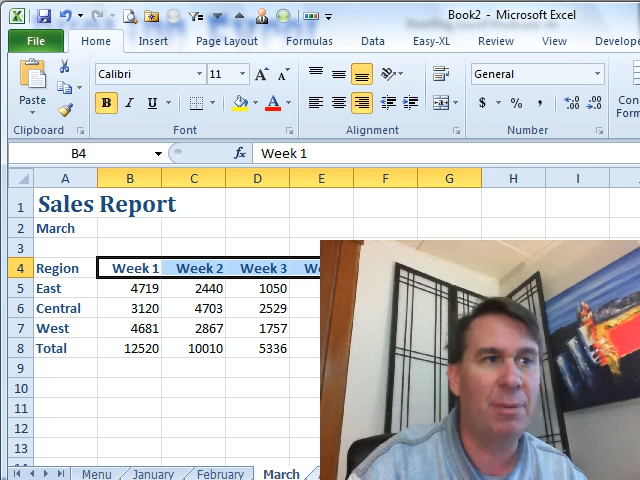 Book2 - Microsoft Excel
File Home Insert Page Layout Formulas Data Easy-XL Review View Develope
Paste Calibri 11 A A General
B I U A $ % , .00 .00
Clipboard Font Alignment Number
B4 fx Week 1
A B C D E F G H I
1 Sales Report
2 March
3
4 Region Week 1 Week 2 Week 3
5 East 4719 2440 1050
6 Central 3120 4703 2529
7 West 4681 2867 1757
8 Total 12520 10010 5336
9
10
11
12
13
Menu January February March